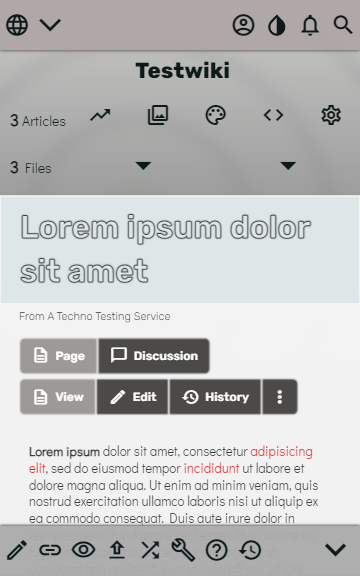 Testwiki
3 Articles
3 Files
Lorem ipsum dolor
sit amet
From A Techno Testing Service
Page Discussion
View Edit History
Lorem ipsum dolor sit amet, consectetur adipisicing
elit, sed do eiusmod tempor incididunt ut labore et
dolore magna aliqua. Ut enim ad minim veniam, quis
nostrud exercitation ullamco laboris nisi ut aliquip ex
ea commodo consequat. Duis aute irure dolor in